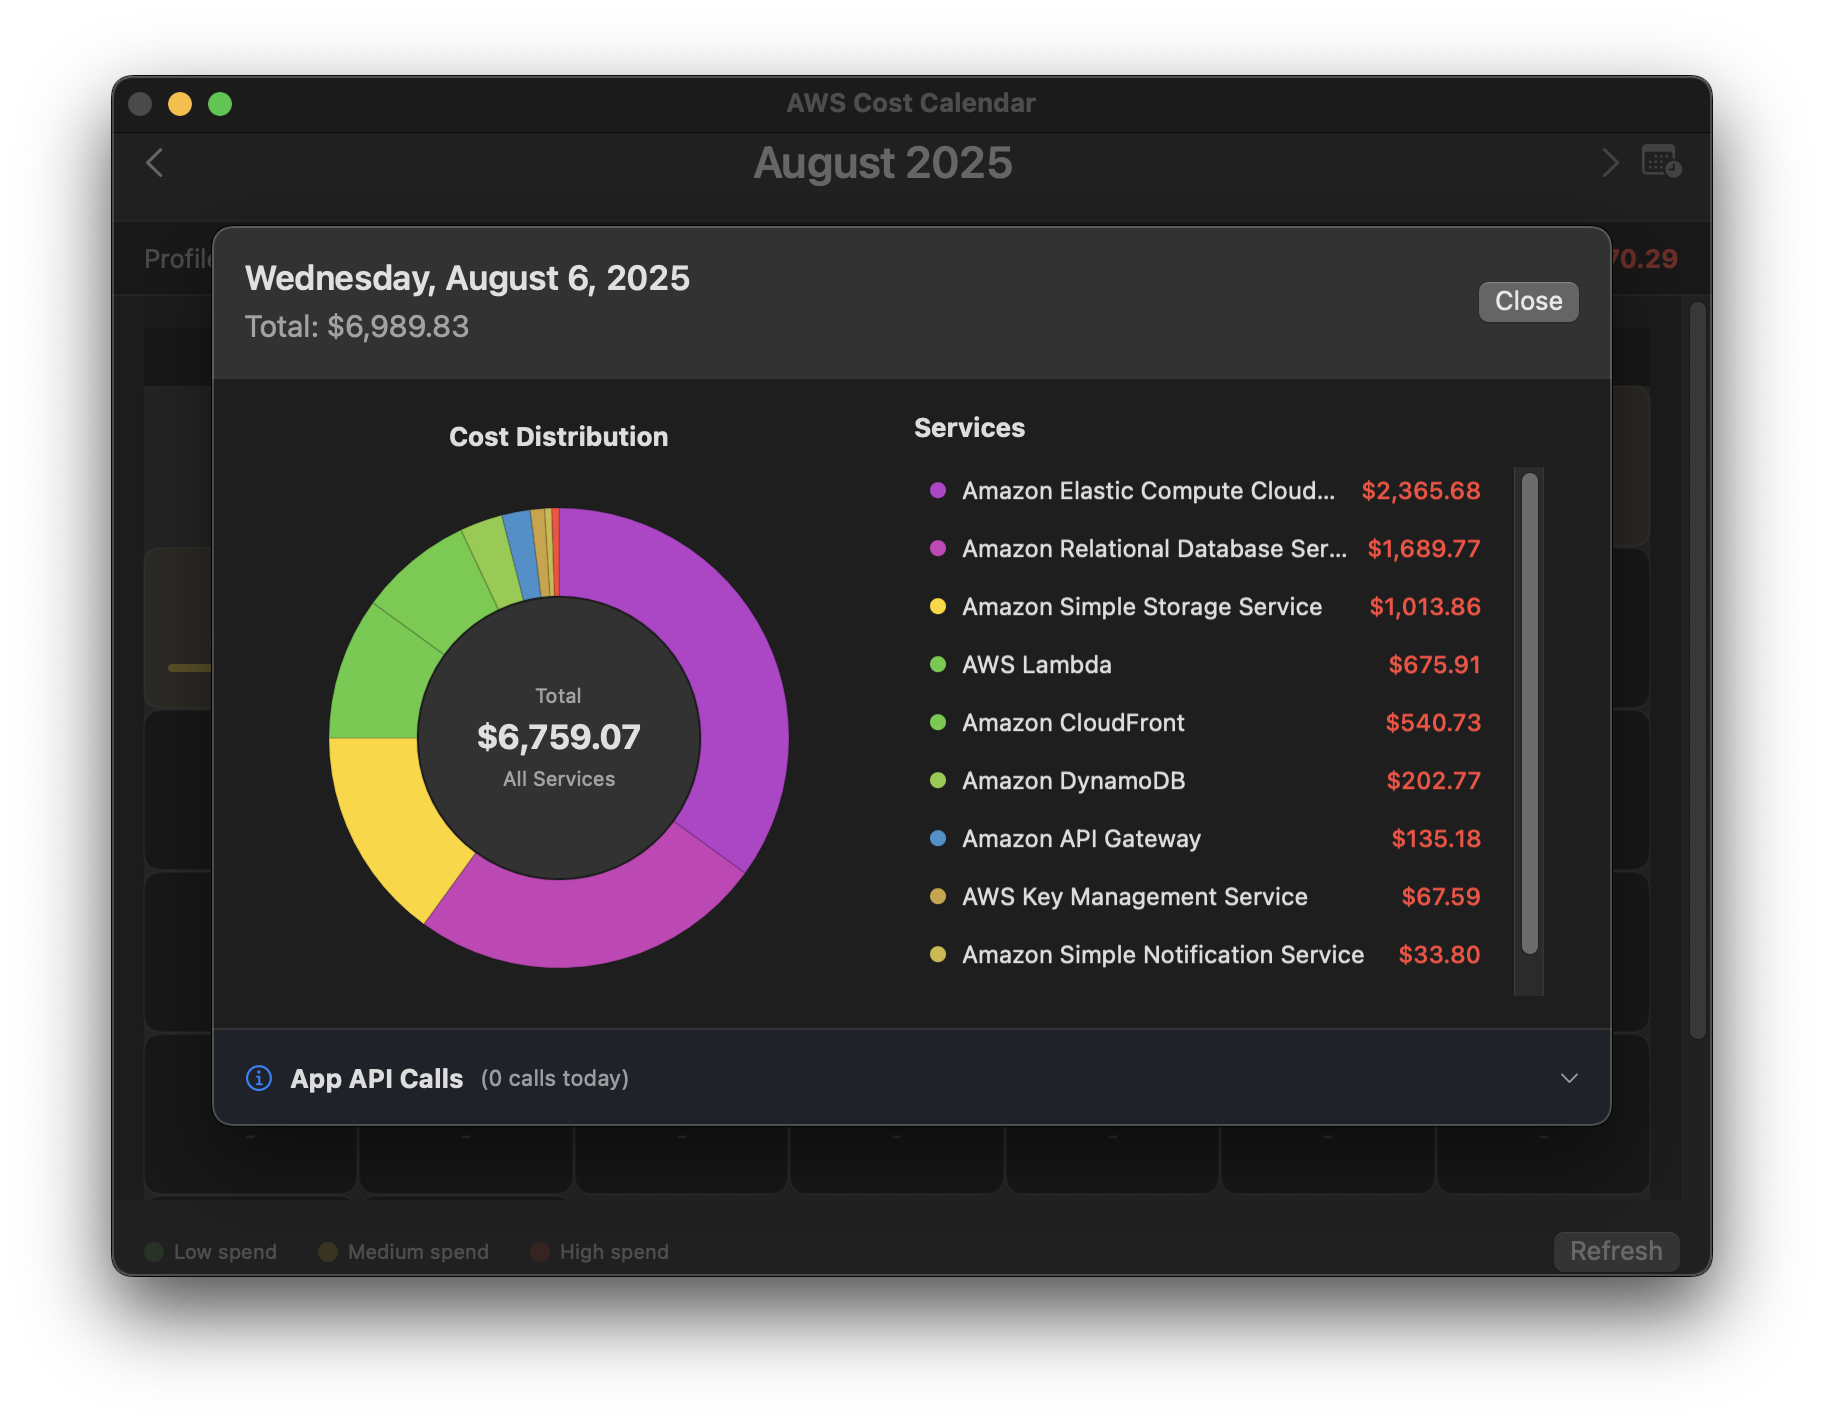 AWS Cost Calendar
August 2025
Profile
70.29
Wednesday, August 6, 2025
Total: $6,989.83
Close
Cost Distribution
Total
$6,759.07
All Services
Services
Amazon Elastic Compute Cloud... $2,365.68
Amazon Relational Database Ser... $1,689.77
Amazon Simple Storage Service $1,013.86
AWS Lambda $675.91
Amazon CloudFront $540.73
Amazon DynamoDB $202.77
Amazon API Gateway $135.18
AWS Key Management Service $67.59
Amazon Simple Notification Service $33.80
App API Calls (0 calls today)
- - - - - - -
Low spend Medium spend High spend
Refresh